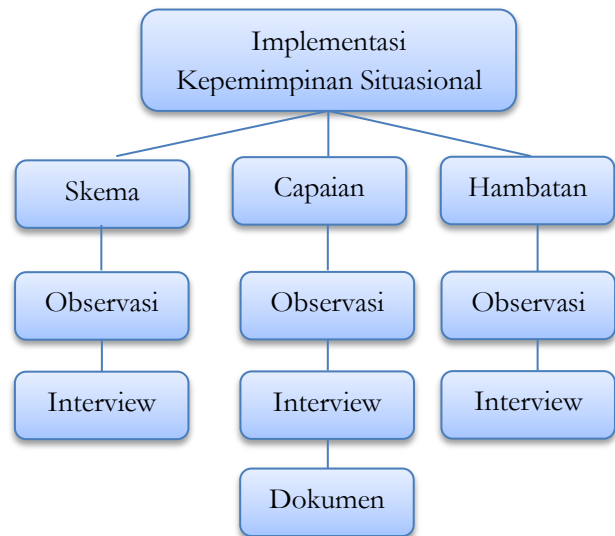 Implementasi
Kepemimpinan Situasional
Skema
Capaian
Hambatan
Observasi
Observasi
Observasi
Interview
Interview
Interview
Dokumen